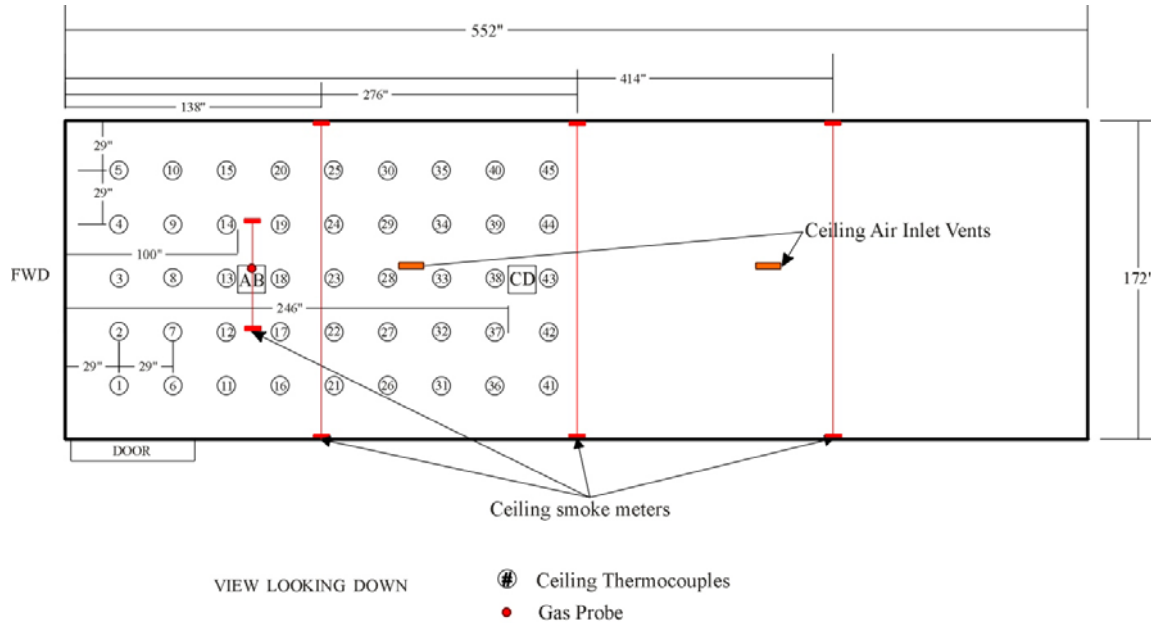 552"
414"
276"
138"
29"
5 10 15 20 25 30 35 40 45
29"
4 9 14 19 24 29 34 39 44
Ceiling Air Inlet Vents
100"
FWD
3 8 13 AB 18 23 28 33 38 CD 43
172"
246"
2 7 12 17 22 27 32 37 42
29" 29"
1 6 11 16 21 26 31 36 41
DOOR
Ceiling smoke meters
VIEW LOOKING DOWN
# Ceiling Thermocouples
Gas Probe